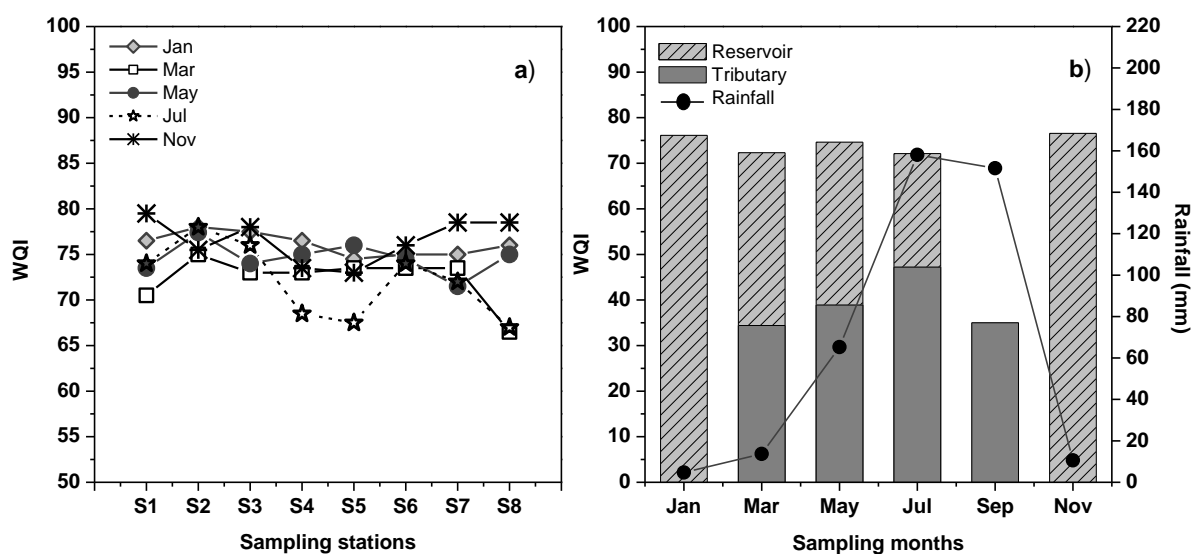 100
95
90
85
80
75
70
65
60
55
50
WQI
Jan
Mar
May
Jul
Nov
a)
S1 S2 S3 S4 S5 S6 S7 S8
Sampling stations
100
90
80
70
60
50
40
30
20
10
0
WQI
Reservoir
Tributary
Rainfall
b)
220
200
180
160
140
120
100
80
60
40
20
0
Rainfall (mm)
Jan Mar May Jul Sep Nov
Sampling months